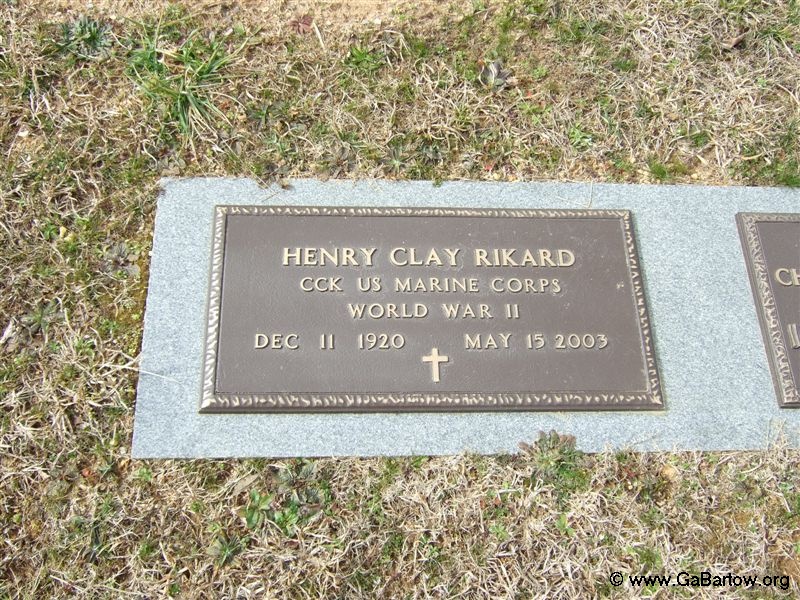 HENRY CLAY RIKARD
CCK US MARINE CORPS
WORLD WAR II
DEC 11 1920 MAY 15 2003
CH
© www.GaBartow.org